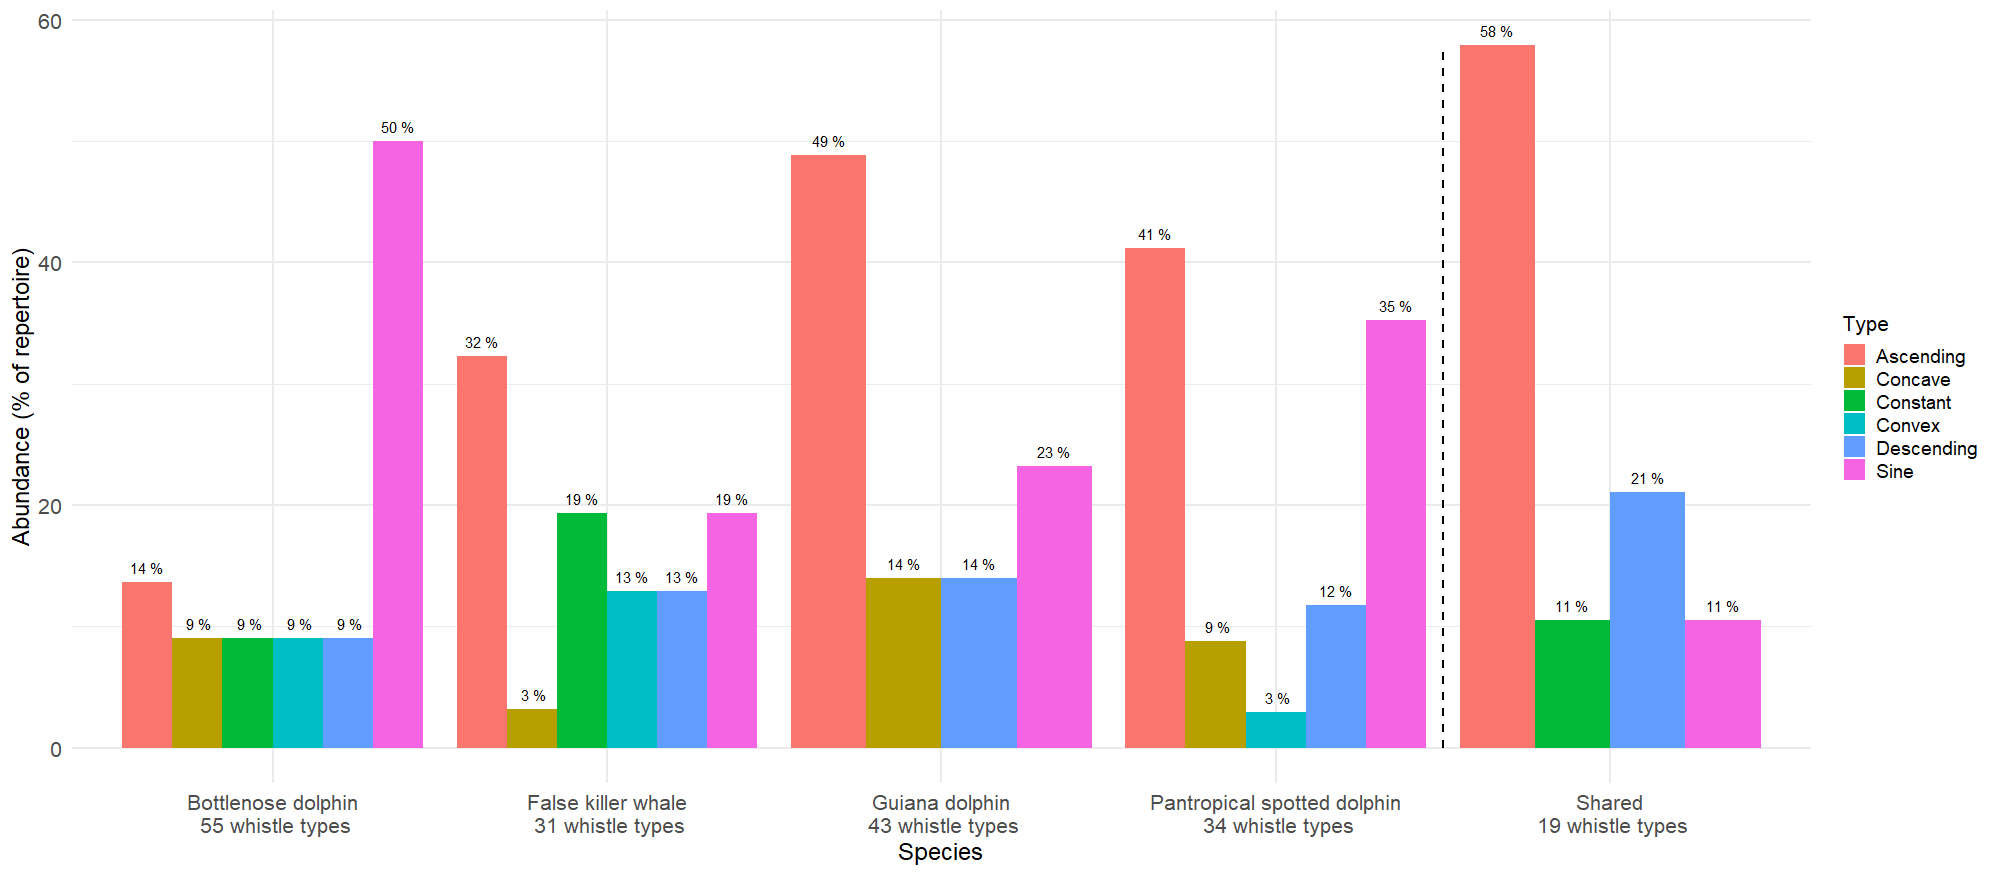 60
40
20
0
Abundance (% of repertoire)
14 %
9 %
9 %
9 %
9 %
50 %
32 %
3 %
19 %
13 %
13 %
19 %
49 %
14 %
14 %
23 %
41 %
9 %
3 %
12 %
35 %
58 %
11 %
21 %
11 %
Bottlenose dolphin
55 whistle types
False killer whale
31 whistle types
Guiana dolphin
43 whistle types
Pantropical spotted dolphin
34 whistle types
Shared
19 whistle types
Species
Type
Ascending
Concave
Constant
Convex
Descending
Sine